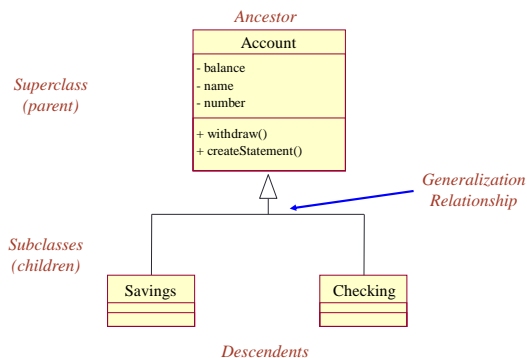 Ancestor
Account
- balance
- name
- number
+ withdraw()
+ createStatement()
Superclass
(parent)
Generalization
Relationship
Subclasses
(children)
Savings
Checking
Descendents